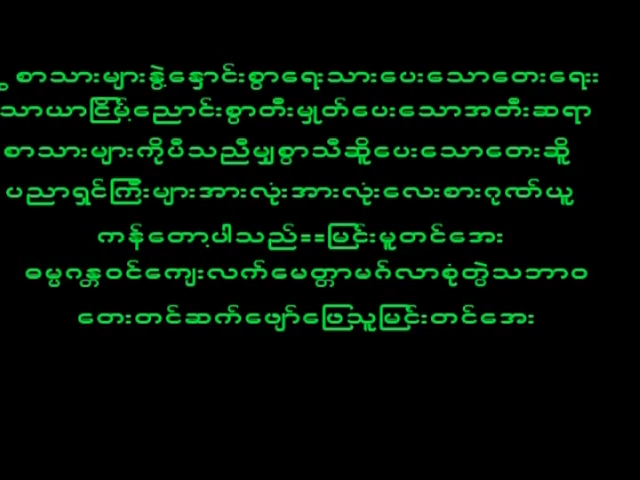 စာသားများနွဲ့နှောင်းစွာရေးသားပေးသောတေးရေး
သာယာငြိမ့်ညောင်းစွာတီးမှုတ်ပေးသောအတီးဆရာ
စာသားများကိုပီသညီမျှစွာသီဆိူပေးသောတေးဆိူ
ပညာရှင်ကြီးများအားလုံးအားလုံးလေးစားဂုဏ်ယူ
ကန်တော့ပါသည်==မြင်းမူတင်အေး
ဓမ္မဂန္တဝင်ကျေးလက်မေတ္တာမဂ်လာစုံတွဲသဘာဝ
တေးတင်ဆက်ဖျော်ဖြေသူမြင်းတင်အေး